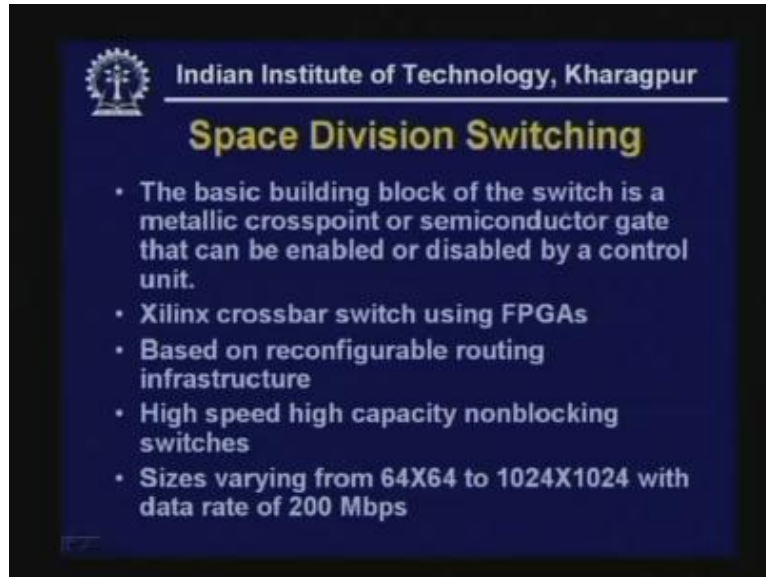 Indian Institute of Technology, Kharagpur
Space Division Switching
• The basic building block of the switch is a
metallic crosspoint or semiconductor gate
that can be enabled or disabled by a control
unit.
• Xilinx crossbar switch using FPGAs
• Based on reconfigurable routing
infrastructure
• High speed high capacity nonblocking
switches
• Sizes varying from 64X64 to 1024X1024 with
data rate of 200 Mbps